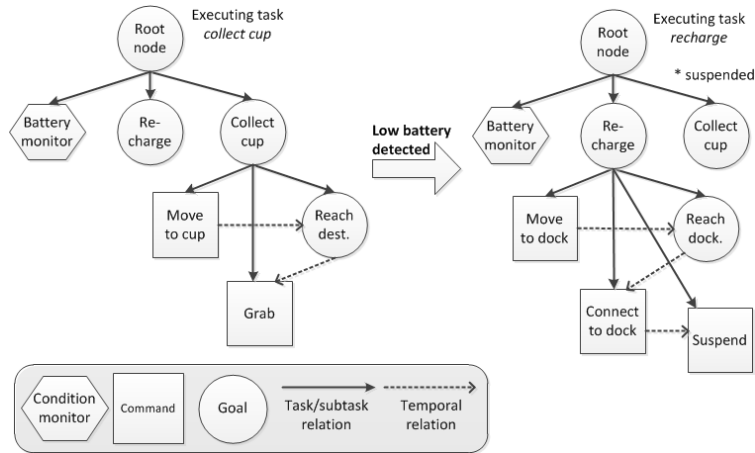 Executing task
collect cup
Root
node
Battery
monitor
Re-
charge
Collect
cup
Move
to cup
Reach
dest.
Grab
Low battery
detected
Executing task
recharge
* suspended
Root
node
Battery
monitor
Re-
charge
Collect
cup
Move
to dock
Reach
dock.
Connect
to dock
Suspend
Condition
monitor
Command
Goal
Task/subtask
relation
Temporal
relation